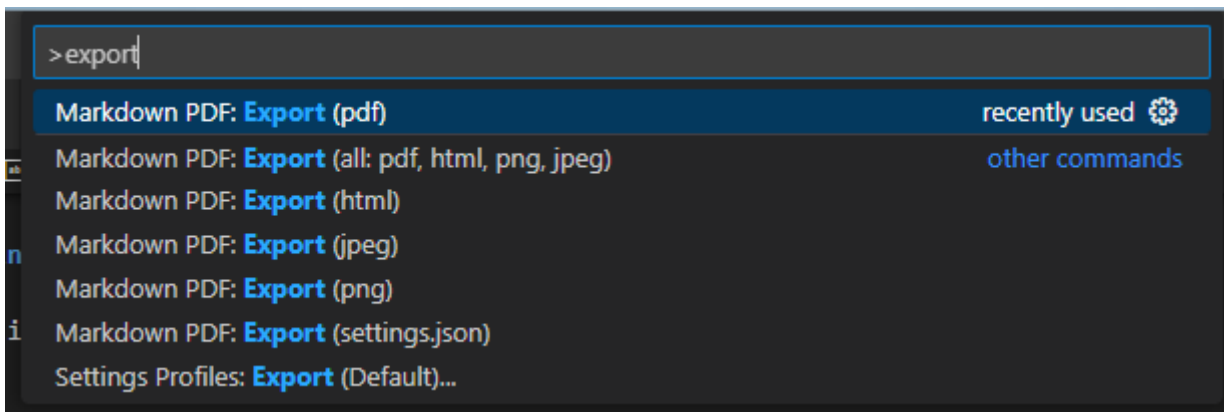 >export
Markdown PDF: Export (pdf) recently used
Markdown PDF: Export (all: pdf, html, png, jpeg) other commands
Markdown PDF: Export (html)
Markdown PDF: Export (jpeg)
Markdown PDF: Export (png)
Markdown PDF: Export (settings.json)
Settings Profiles: Export (Default)...